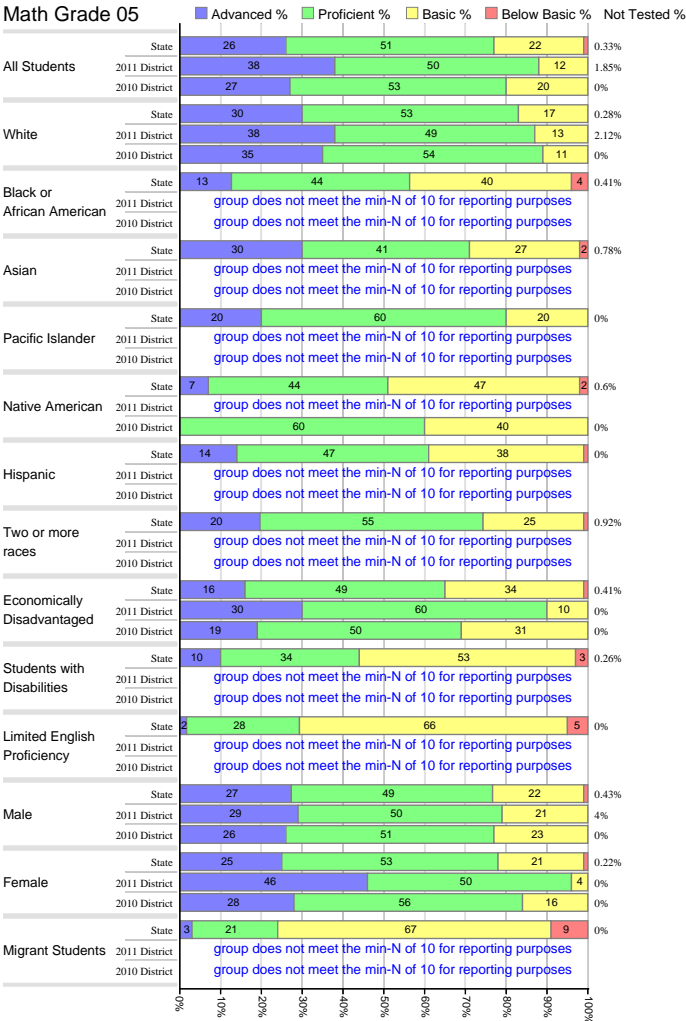 Math Grade 05
Advanced % Proficient % Basic % Below Basic % Not Tested %
All Students
State 26 51 22 0.33%
2011 District 38 50 12 1.85%
2010 District 27 53 20 0%
White
State 30 53 17 0.28%
2011 District 38 49 13 2.12%
2010 District 35 54 11 0%
Black or
African American
State 13 44 40 4 0.41%
2011 District group does not meet the min-N of 10 for reporting purposes
2010 District group does not meet the min-N of 10 for reporting purposes
Asian
State 30 41 27 2 0.78%
2011 District group does not meet the min-N of 10 for reporting purposes
2010 District group does not meet the min-N of 10 for reporting purposes
Pacific Islander
State 20 60 20 0%
2011 District group does not meet the min-N of 10 for reporting purposes
2010 District group does not meet the min-N of 10 for reporting purposes
Native American
State 7 44 47 2 0.6%
2011 District group does not meet the min-N of 10 for reporting purposes
2010 District 60 40 0%
Hispanic
State 14 47 38 0%
2011 District group does not meet the min-N of 10 for reporting purposes
2010 District group does not meet the min-N of 10 for reporting purposes
Two or more
races
State 20 55 25 0.92%
2011 District group does not meet the min-N of 10 for reporting purposes
2010 District group does not meet the min-N of 10 for reporting purposes
Economically
Disadvantaged
State 16 49 34 0.41%
2011 District 30 60 10 0%
2010 District 19 50 31 0%
Students with
Disabilities
State 10 34 53 3 0.26%
2011 District group does not meet the min-N of 10 for reporting purposes
2010 District group does not meet the min-N of 10 for reporting purposes
Limited English
Proficiency
State 2 28 66 5 0%
2011 District group does not meet the min-N of 10 for reporting purposes
2010 District group does not meet the min-N of 10 for reporting purposes
Male
State 27 49 22 0.43%
2011 District 29 50 21 4%
2010 District 26 51 23 0%
Female
State 25 53 21 0.22%
2011 District 46 50 4 0%
2010 District 28 56 16 0%
Migrant Students
State 3 21 67 9 0%
2011 District group does not meet the min-N of 10 for reporting purposes
2010 District group does not meet the min-N of 10 for reporting purposes
0% 10% 20% 30% 40% 50% 60% 70% 80% 90% 100%